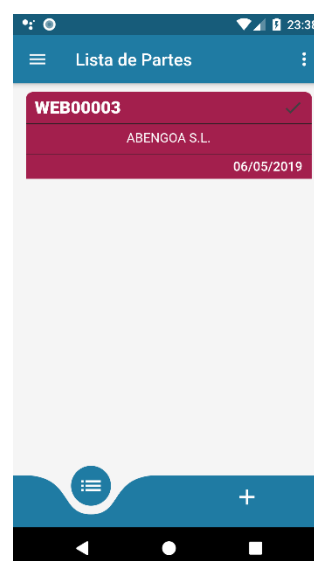 23:38
Lista de Partes
WEB00003
ABENGOA S.L.
06/05/2019